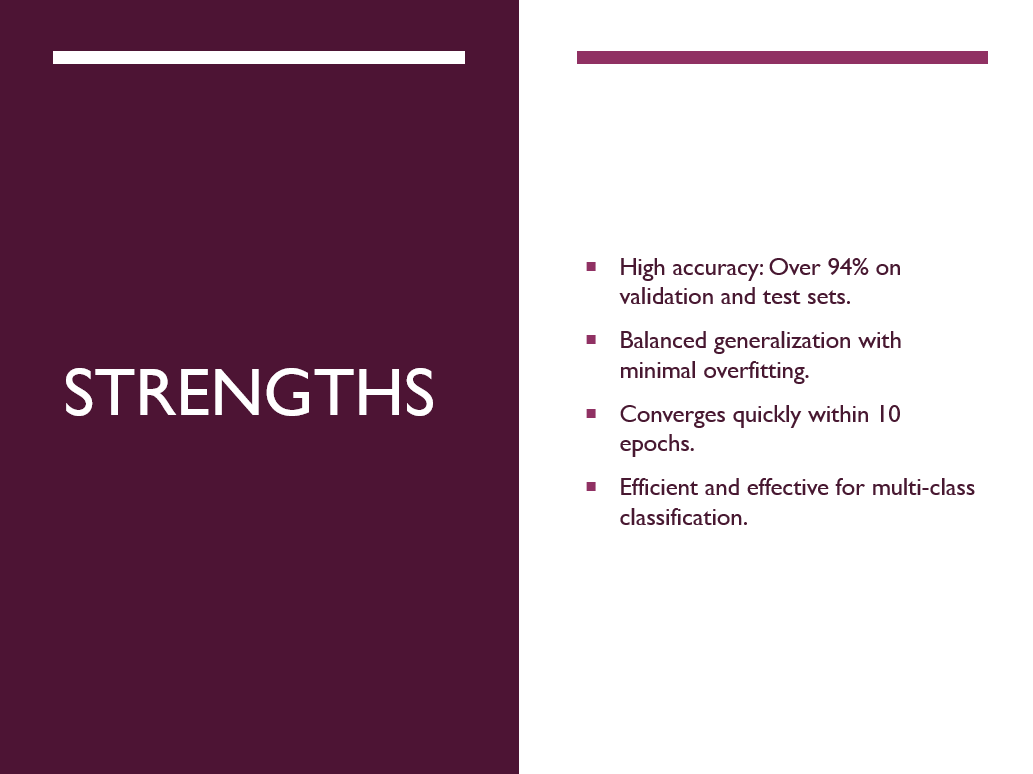 STRENGTHS
▪ High accuracy: Over 94% on
validation and test sets.
▪ Balanced generalization with
minimal overfitting.
▪ Converges quickly within 10
epochs.
▪ Efficient and effective for multi-class
classification.